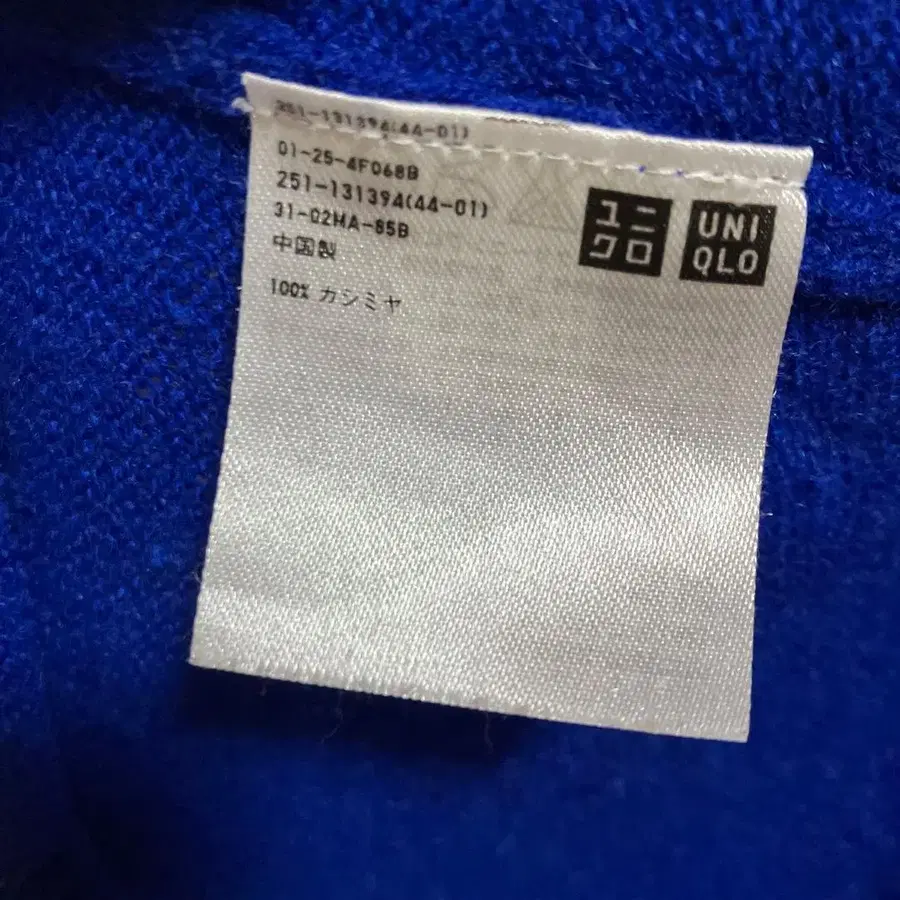 251-131394(44-01)
01-25-4F068B
251-131394(44-01)
31-02MA-85B
中国製
100% カシミヤ
ユニ
クロ
UNI
QLO